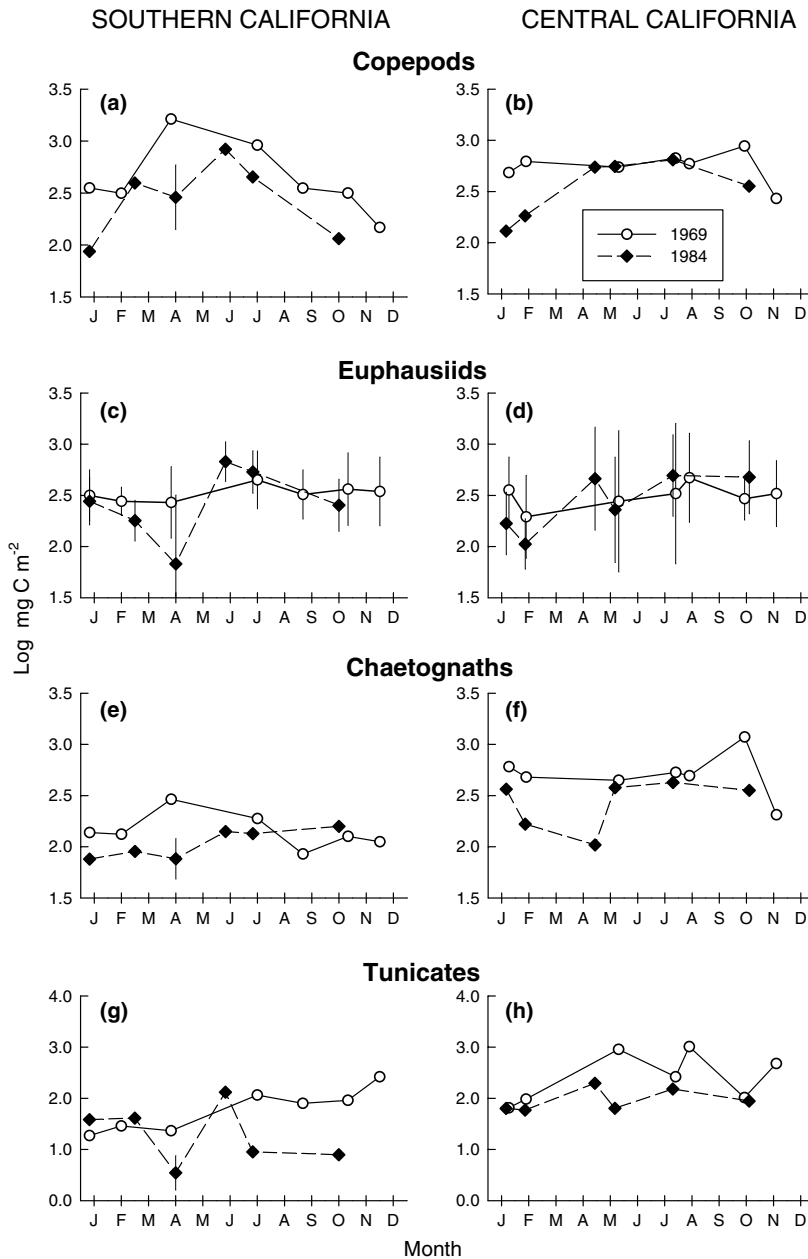 SOUTHERN CALIFORNIA CENTRAL CALIFORNIA
Copepods
(a) (b)
3.5 3.5
3.0 3.0
2.5 2.5
2.0 2.0
1.5 1.5
1969
1984
J F M A M J J A S O N D J F M A M J J A S O N D
Euphausiids
(c) (d)
3.5 3.5
3.0 3.0
2.5 2.5
2.0 2.0
1.5 1.5
J F M A M J J A S O N D J F M A M J J A S O N D
Log mg C m-2
Chaetognaths
(e) (f)
3.5 3.5
3.0 3.0
2.5 2.5
2.0 2.0
1.5 1.5
J F M A M J J A S O N D J F M A M J J A S O N D
Tunicates
(g) (h)
4.0 4.0
3.0 3.0
2.0 2.0
1.0 1.0
0.0 0.0
J F M A M J J A S O N D J F M A M J J A S O N D
Month